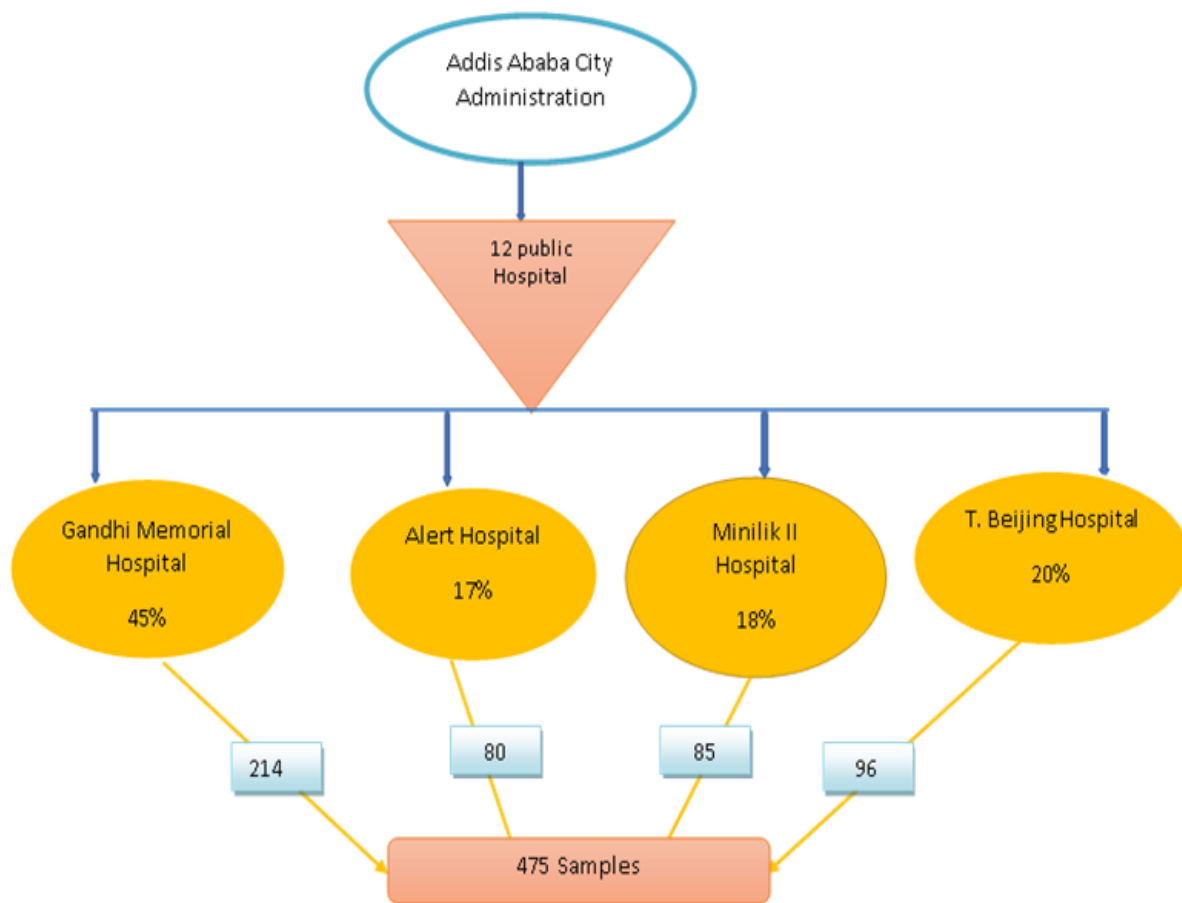 Addis Ababa City
Administration
12 public
Hospital
Gandhi Memorial
Hospital
45%
Alert Hospital
17%
Minilik II
Hospital
18%
T. Beijing Hospital
20%
214
80
85
96
475 Samples